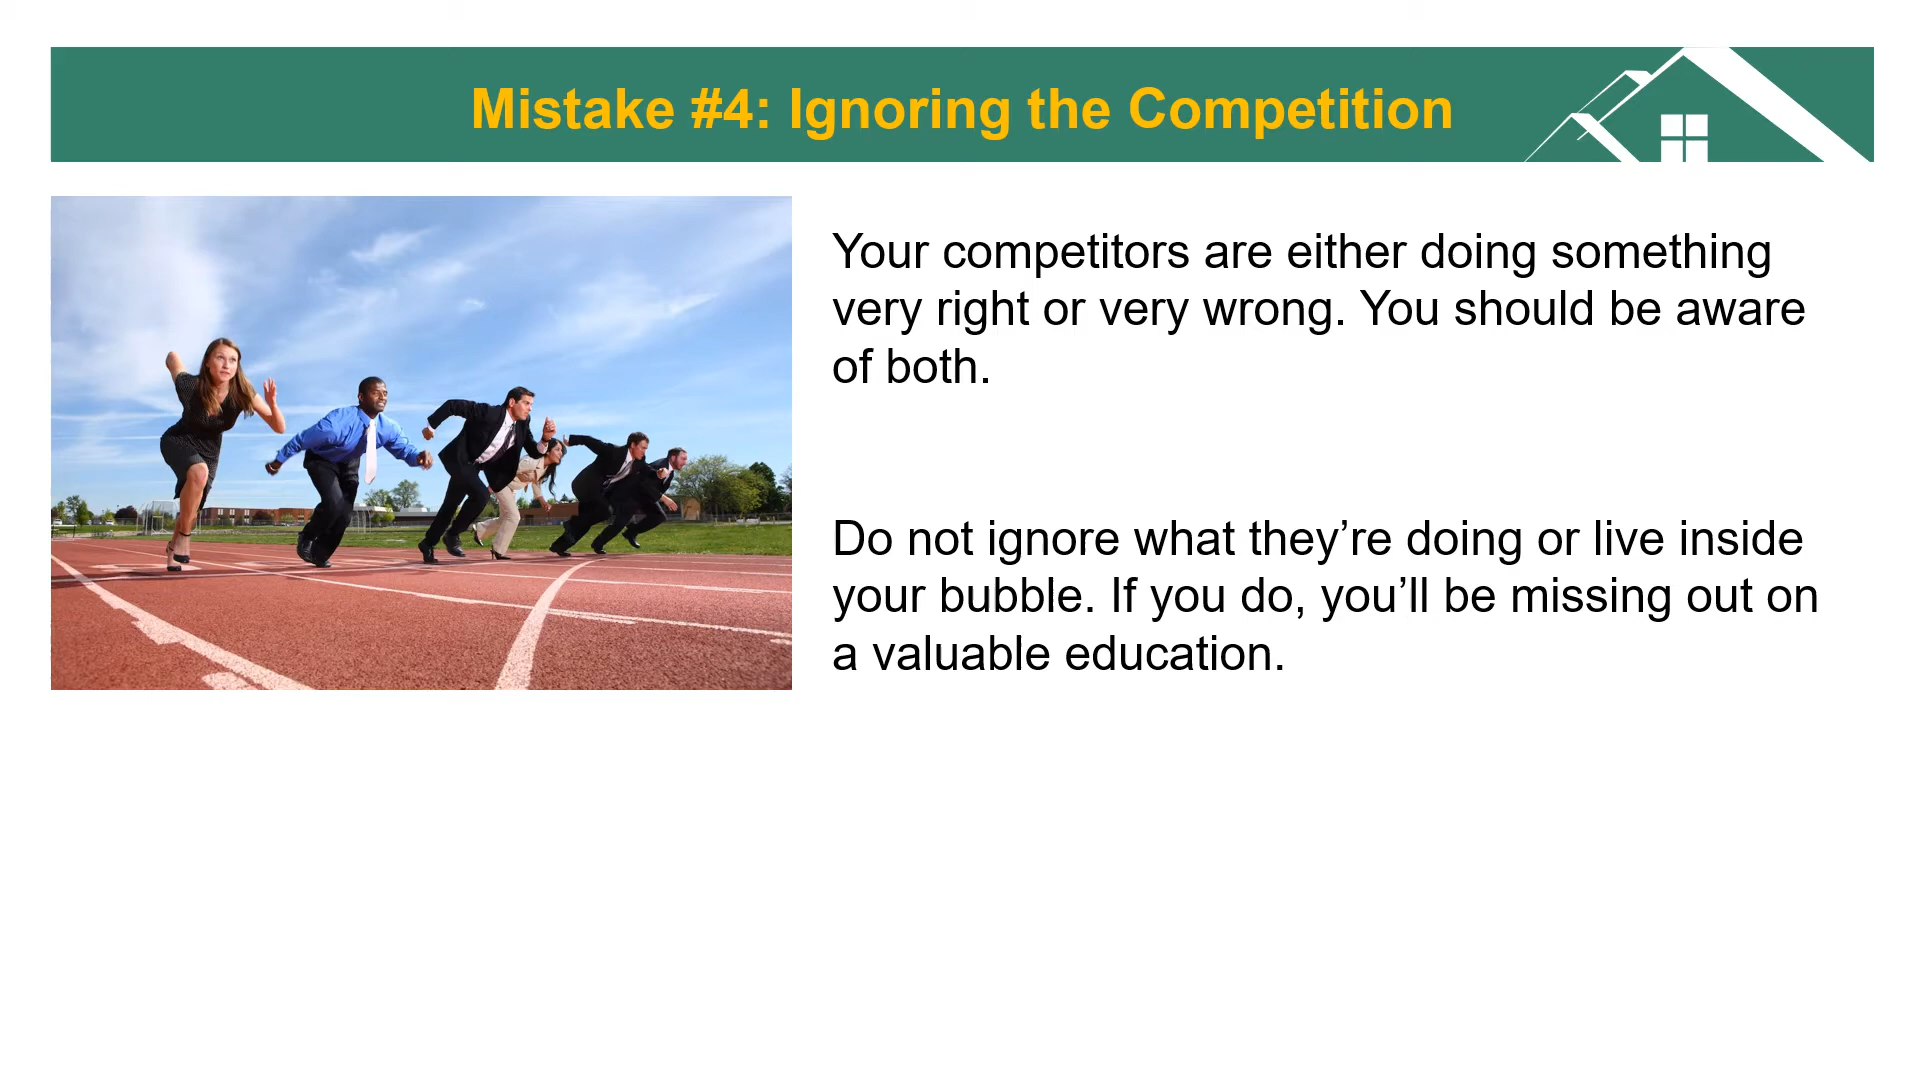 Mistake #4: Ignoring the Competition
Your competitors are either doing something
very right or very wrong. You should be aware
of both.
Do not ignore what they’re doing or live inside
your bubble. If you do, you’ll be missing out on
a valuable education.